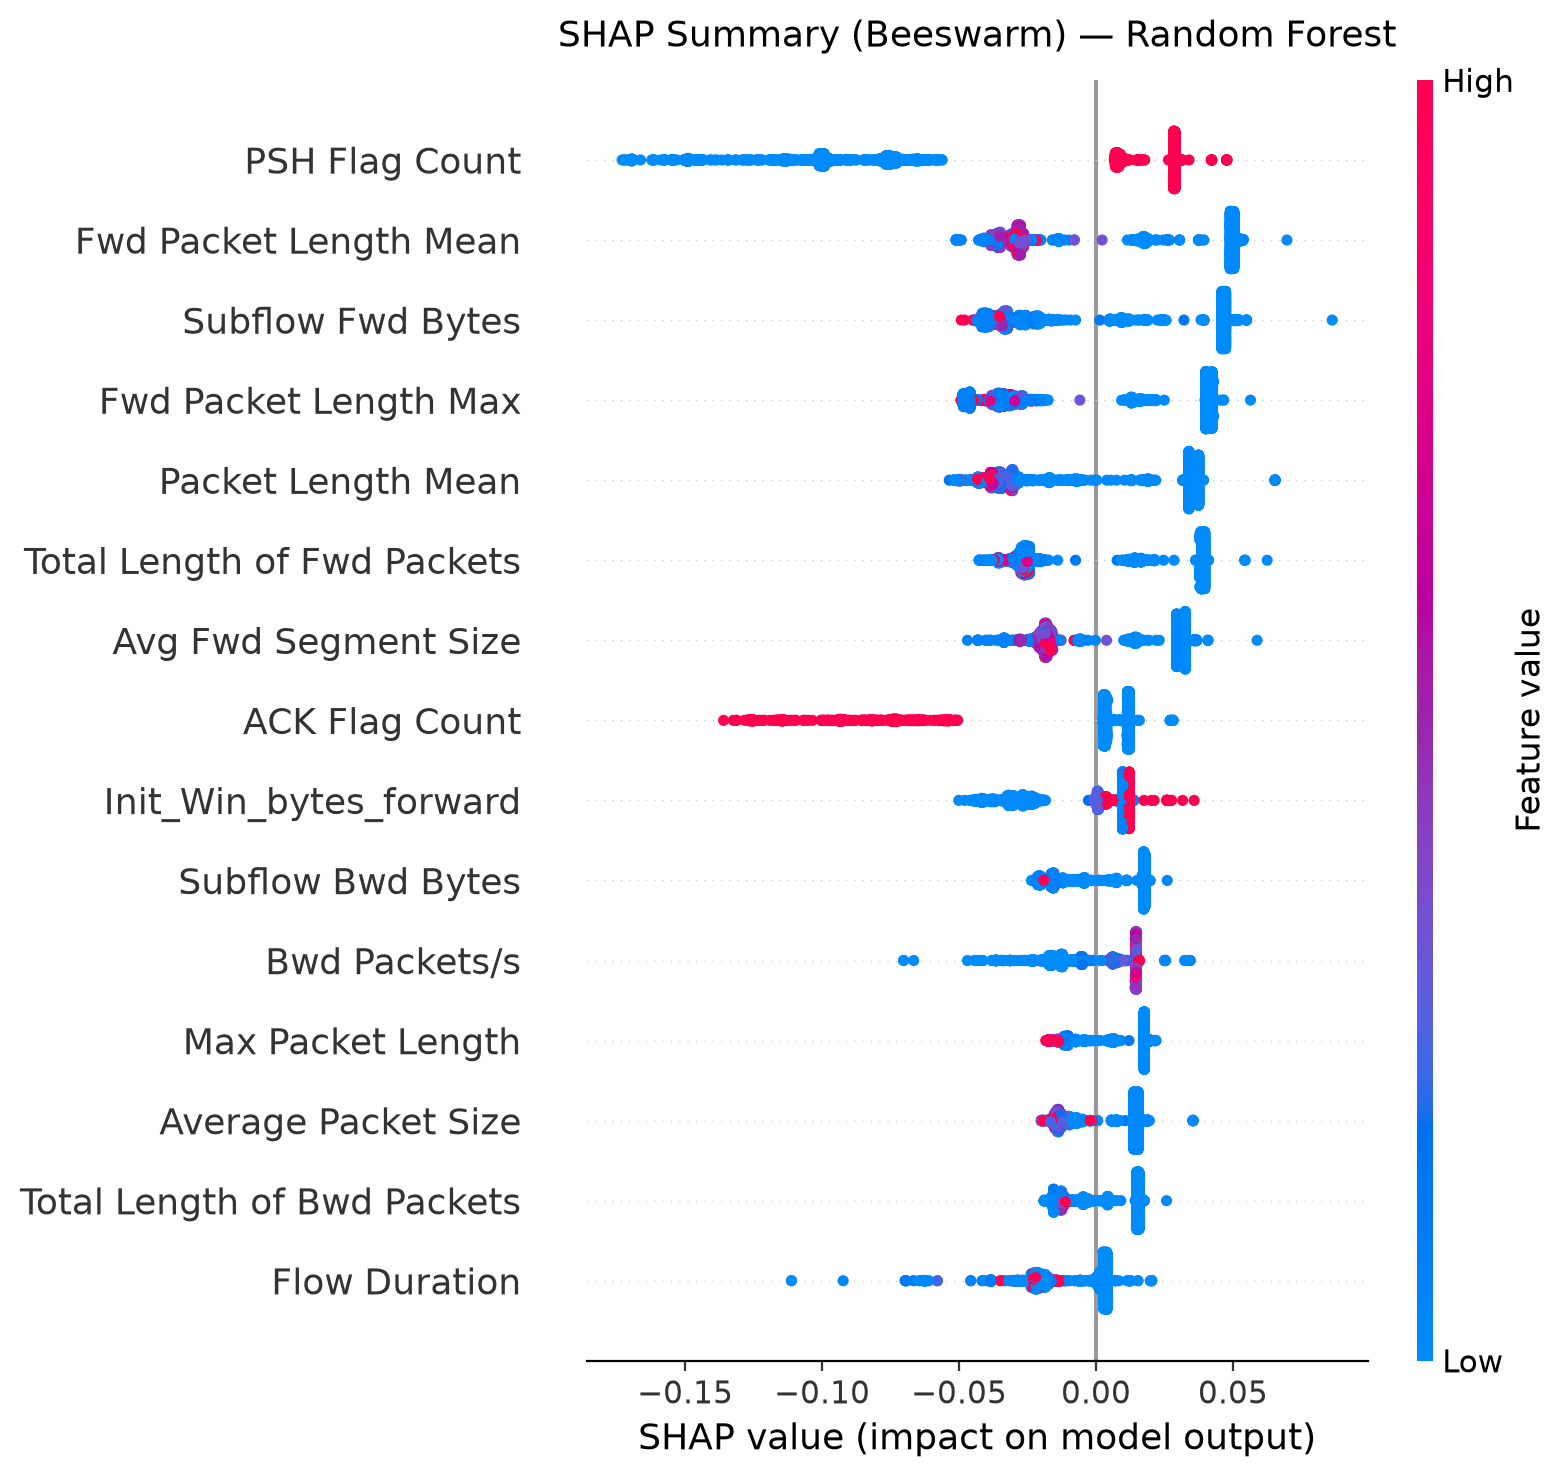 SHAP Summary (Beeswarm) — Random Forest
High
PSH Flag Count
Fwd Packet Length Mean
Subflow Fwd Bytes
Fwd Packet Length Max
Packet Length Mean
Total Length of Fwd Packets
Avg Fwd Segment Size
ACK Flag Count
Init_Win_bytes_forward
Subflow Bwd Bytes
Bwd Packets/s
Max Packet Length
Average Packet Size
Total Length of Bwd Packets
Flow Duration
Feature value
Low
−0.15 −0.10 −0.05 0.00 0.05
SHAP value (impact on model output)